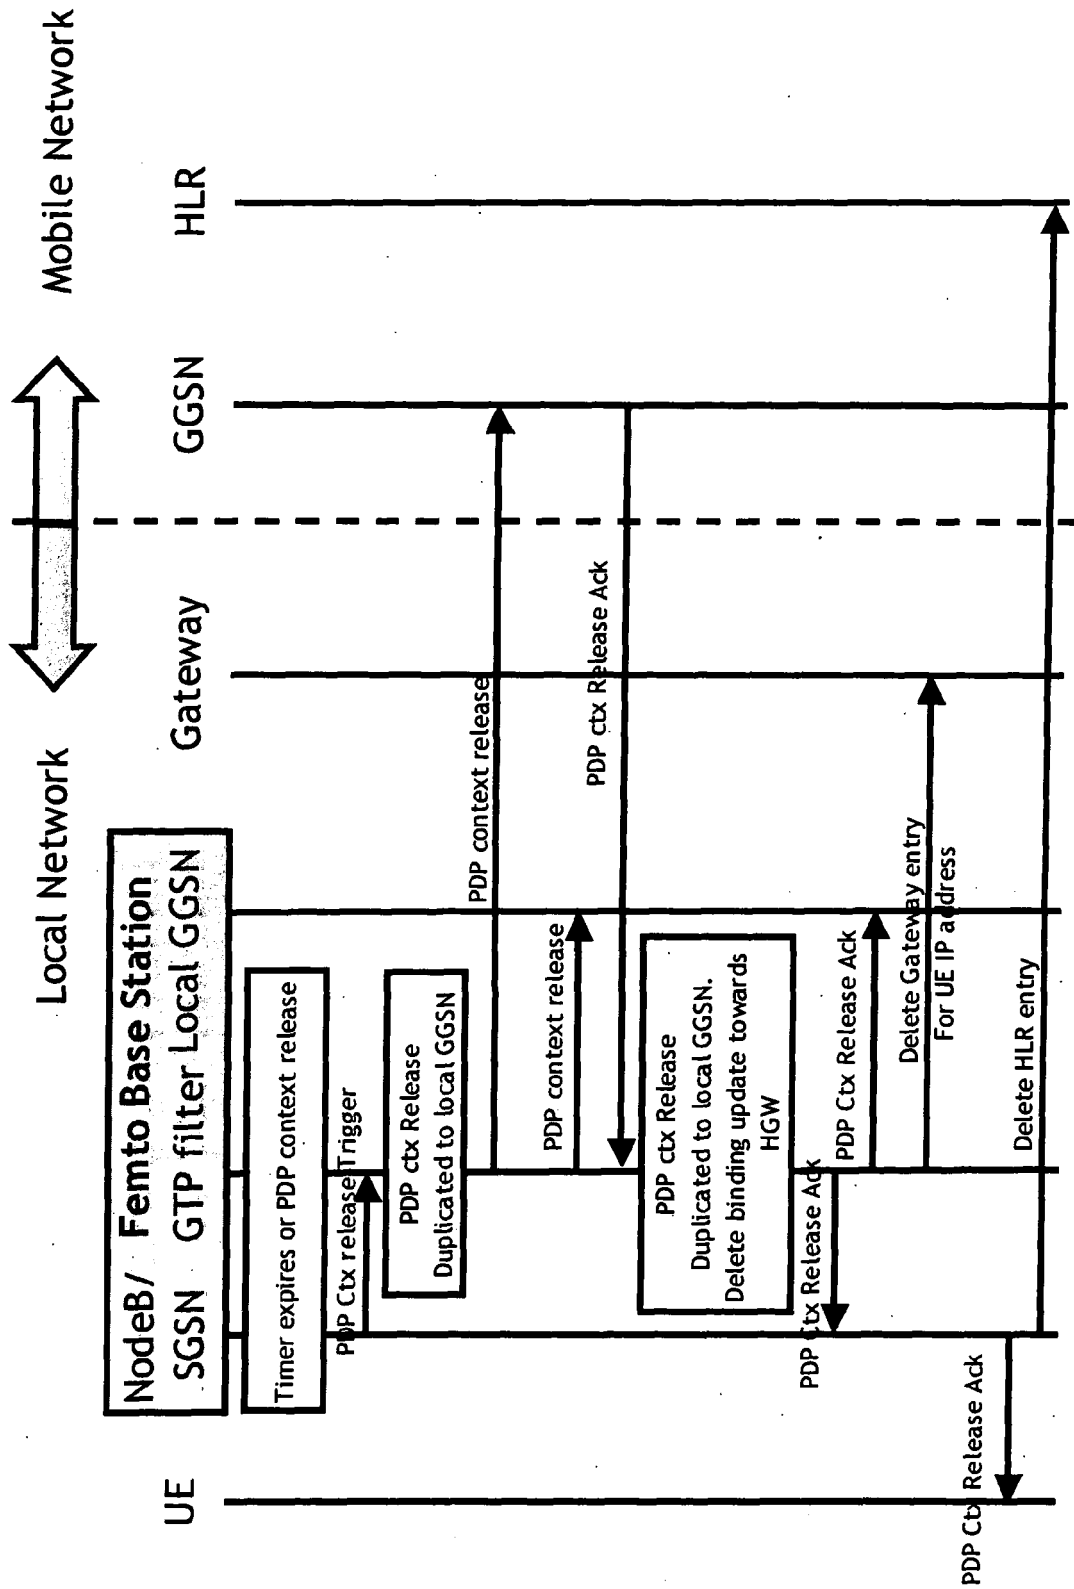 Local Network
Mobile Network
NodeB/ Femto Base Station
UE
SGSN
GTP filter
Local GGSN
Gateway
GGSN
HLR
Timer expires or PDP context release
PDP Ctx release Trigger
PDP ctx Release
Duplicated to local GGSN
PDP context release
PDP context release
PDP ctx Release Ack
PDP ctx Release
Duplicated to local GGSN.
Delete binding update towards
HGW
PDP Ctx Release Ack
PDP Ctx Release Ack
Delete Gateway entry
For UE IP address
PDP Ctx Release Ack
Delete HLR entry